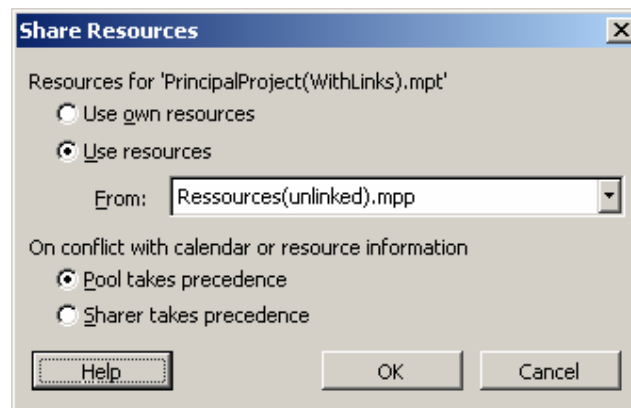 Share Resources
Resources for 'PrincipalProject(WithLinks).mpt'
Use own resources
Use resources
From: Ressources(unlinked).mpp
On conflict with calendar or resource information
Pool takes precedence
Sharer takes precedence
Help OK Cancel